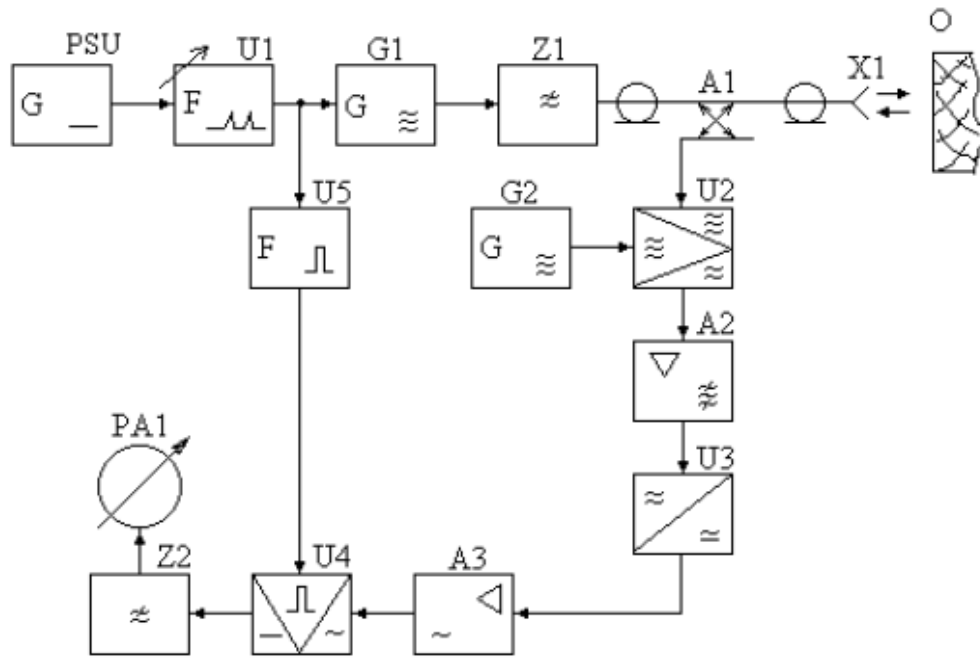 PSU U1 G1 Z1 A1 X1 O
G F G
U5 G2 U2
F G
A2
PA1 U3
Z2 U4 A3